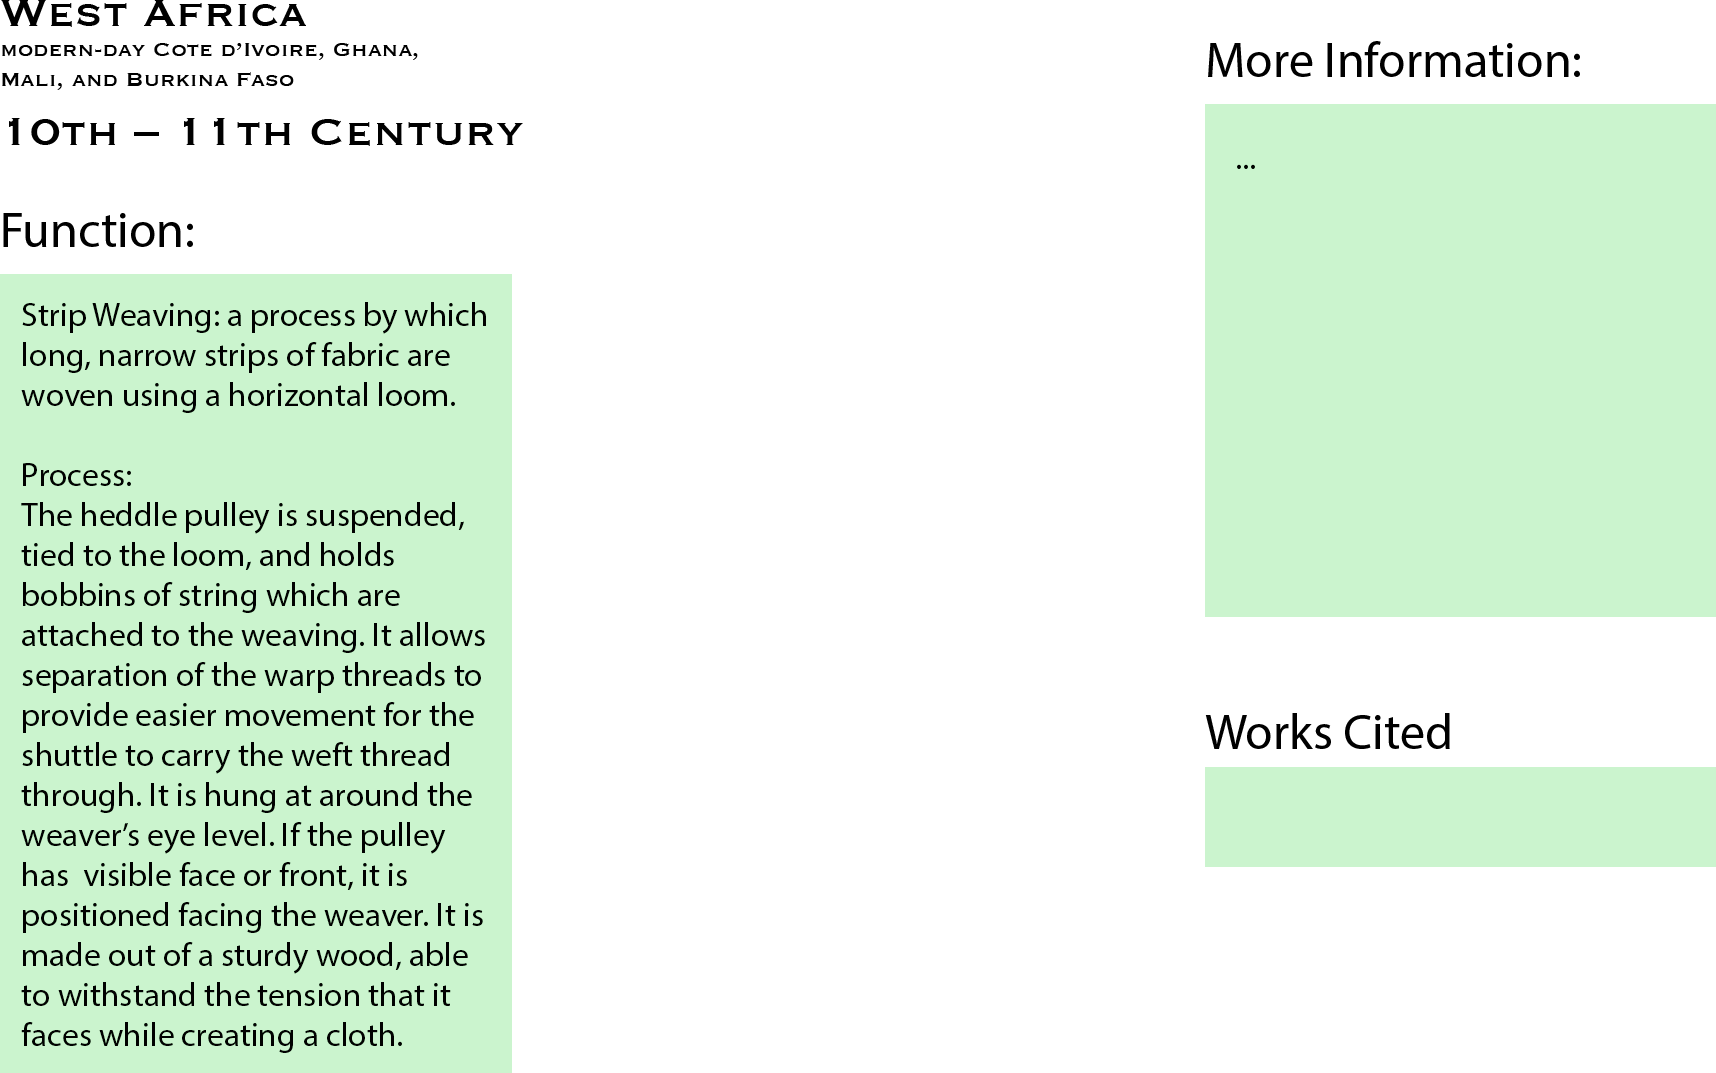 West Africa
modern-day Cote d’Ivoire, Ghana,
Mali, and Burkina Faso
10th – 11th Century
Function:
Strip Weaving: a process by which
long, narrow strips of fabric are
woven using a horizontal loom.
Process:
The heddle pulley is suspended,
tied to the loom, and holds
bobbins of string which are
attached to the weaving. It allows
separation of the warp threads to
provide easier movement for the
shuttle to carry the weft thread
through. It is hung at around the
weaver’s eye level. If the pulley
has  visible face or front, it is
positioned facing the weaver. It is
made out of a sturdy wood, able
to withstand the tension that it
faces while creating a cloth.
More Information:
...
Works Cited